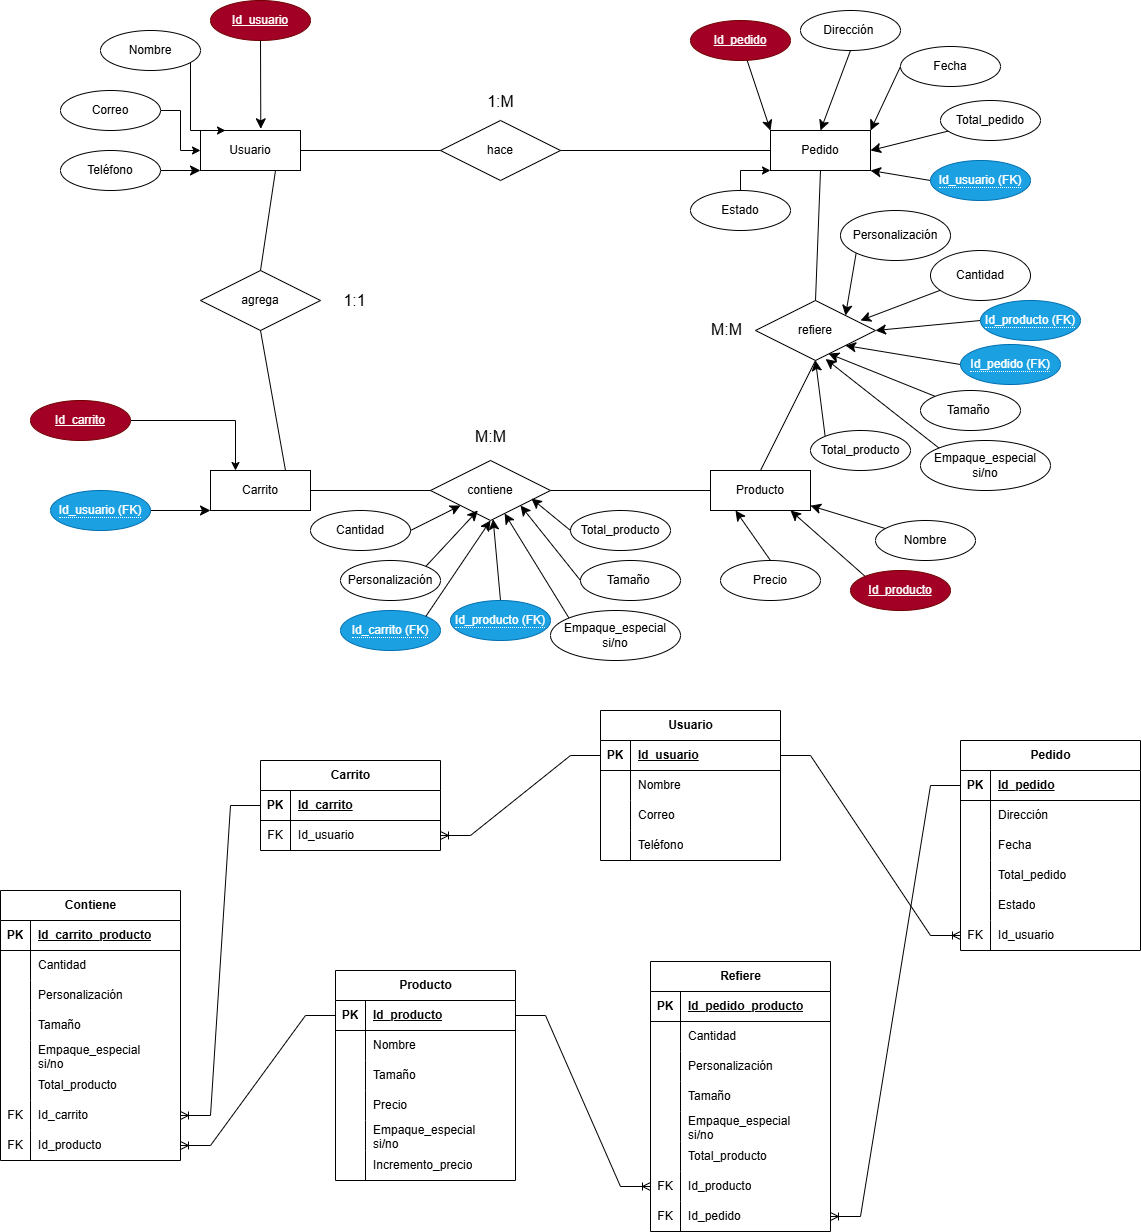 Id_usuario
Nombre
Correo
Teléfono
Usuario
1:M
hace
Id_pedido
Dirección
Fecha
Total_pedido
Pedido
Id_usuario (FK)
Estado
agrega
1:1
Personalización
Cantidad
Id_producto (FK)
M:M
refiere
Id_pedido (FK)
Tamaño
Total_producto
Empaque_especial
si/no
Id_carrito
Carrito
Id_usuario (FK)
M:M
contiene
Producto
Cantidad
Total_producto
Personalización
Tamaño
Id_carrito (FK)
Id_producto (FK)
Empaque_especial
si/no
Nombre
Precio
Id_producto
Usuario
PK Id_usuario
Nombre
Correo
Teléfono
Pedido
PK Id_pedido
Dirección
Fecha
Total_pedido
Estado
FK Id_usuario
Carrito
PK Id_carrito
FK Id_usuario
Contiene
PK Id_carrito_producto
Cantidad
Personalización
Tamaño
Empaque_especial
si/no
Total_producto
FK Id_carrito
FK Id_producto
Producto
PK Id_producto
Nombre
Tamaño
Precio
Empaque_especial
si/no
Incremento_precio
Refiere
PK Id_pedido_producto
Cantidad
Personalización
Tamaño
Empaque_especial
si/no
Total_producto
FK Id_producto
FK Id_pedido